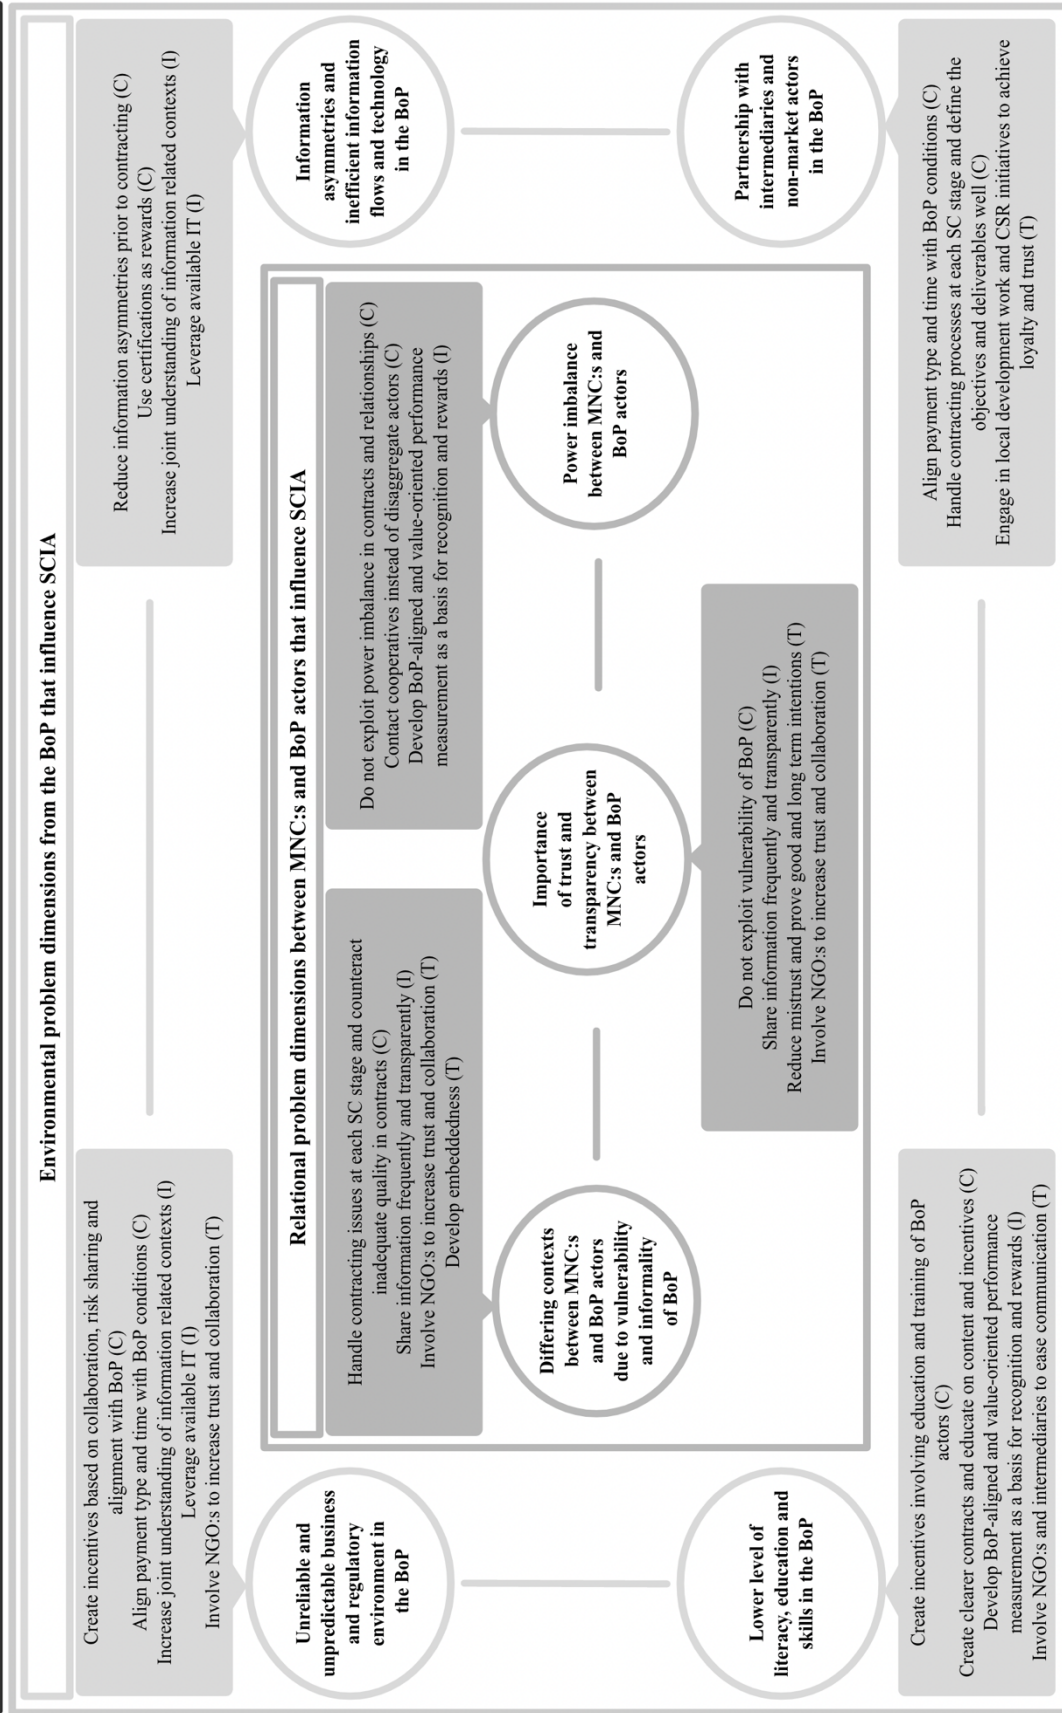 Environmental problem dimensions from the BoP that influence SCIA
Create incentives based on collaboration, risk sharing and
alignment with BoP (C)
Align payment type and time with BoP conditions (C)
Increase joint understanding of information related contexts (I)
Leverage available IT (I)
Involve NGO:s to increase trust and collaboration (T)
Reduce information asymmetries prior to contracting (C)
Use certifications as rewards (C)
Increase joint understanding of information related contexts (I)
Leverage available IT (I)
Unreliable and
unpredictable business
and regulatory
environment in
the BoP
Information
asymmetries and
inefficient information
flows and technology
in the BoP
Relational problem dimensions between MNC:s and BoP actors that influence SCIA
Handle contracting issues at each SC stage and counteract
inadequate quality in contracts (C)
Share information frequently and transparently (I)
Involve NGO:s to increase trust and collaboration (T)
Develop embeddedness (T)
Do not exploit power imbalance in contracts and relationships (C)
Contact cooperatives instead of disaggregate actors (C)
Develop BoP-aligned and value-oriented performance
measurement as a basis for recognition and rewards (I)
Differing contexts
between MNC:s
and BoP actors
due to vulnerability
and informality
of BoP
Importance
of trust and
transparency between
MNC:s and BoP
actors
Power imbalance
between MNC:s and
BoP actors
Do not exploit vulnerability of BoP (C)
Share information frequently and transparently (I)
Reduce mistrust and prove good and long term intentions (T)
Involve NGO:s to increase trust and collaboration (T)
Lower level of
literacy, education and
skills in the BoP
Partnership with
intermediaries and
non-market actors
in the BoP
Create incentives involving education and training of BoP
actors (C)
Create clearer contracts and educate on content and incentives (C)
Develop BoP-aligned and value-oriented performance
measurement as a basis for recognition and rewards (I)
Involve NGO:s and intermediaries to ease communication (T)
Align payment type and time with BoP conditions (C)
Handle contracting processes at each SC stage and define the
objectives and deliverables well (C)
Engage in local development work and CSR initiatives to achieve
loyalty and trust (T)